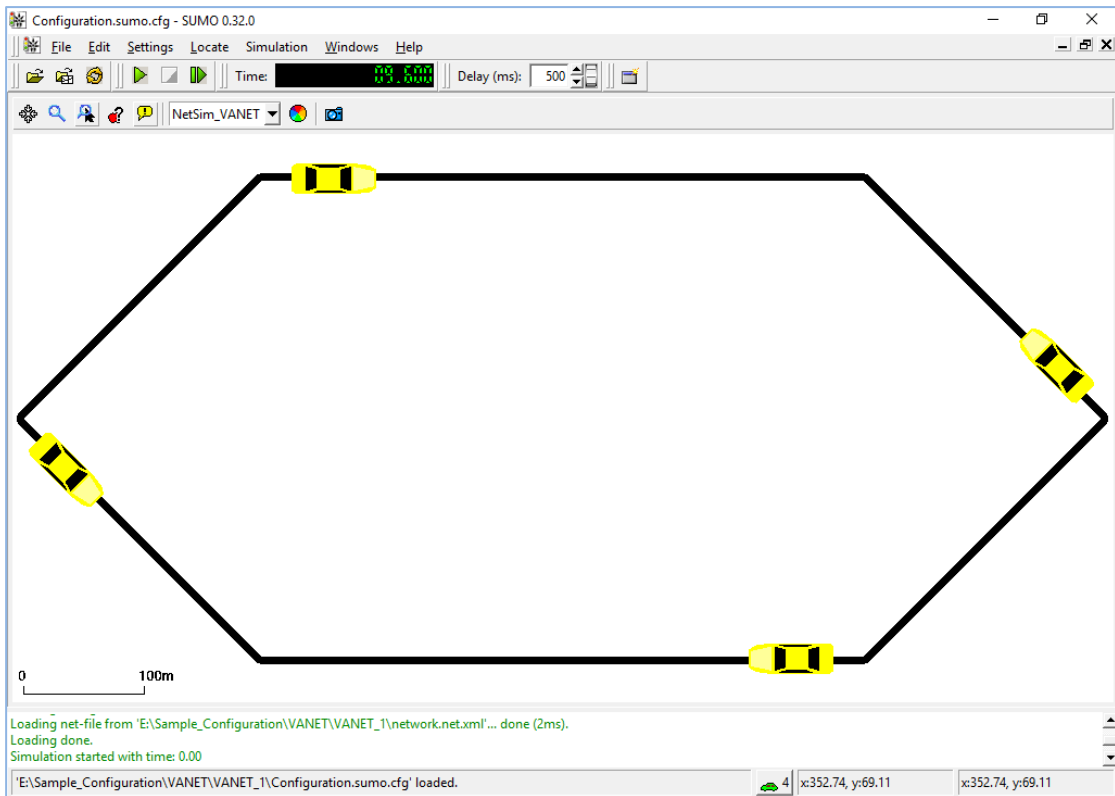 Configuration.sumo.cfg - SUMO 0.32.0
File Edit Settings Locate Simulation Windows Help
Time: 09.600 Delay (ms): 500
NetSim_VANET
0 100m
Loading net-file from 'E:\Sample_Configuration\VANET\VANET_1\network.net.xml'... done (2ms).
Loading done.
Simulation started with time: 0.00
'E:\Sample_Configuration\VANET\VANET_1\Configuration.sumo.cfg' loaded. 4 x:352.74, y:69.11 x:352.74, y:69.11